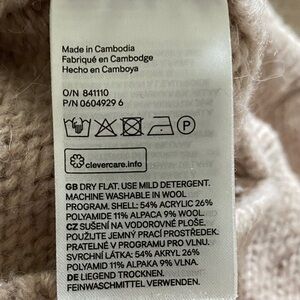 Made in Cambodia
Fabriqué en Cambodge
Hecho en Camboya
O/N 841110
P/N 0604929 6
P
clevercare.info
GB DRY FLAT. USE MILD DETERGENT.
MACHINE WASHABLE IN WOOL
PROGRAM. SHELL: 54% ACRYLIC 26%
POLYAMIDE 11% ALPACA 9% WOOL.
CZ SUŠENÍ NA VODOROVNÉ PLOŠE.
POUŽIJTE JEMNÝ PRACÍ PROSTŘEDEK.
PRATELNÉ V PROGRAMU PRO VLNU.
SVRCHNÍ LÁTKA: 54% AKRYL 26%
POLYAMID 11% ALPAKA 9% VLNA.
DE LIEGEND TROCKNEN.
FEINWASCHMITTEL VERWENDEN.